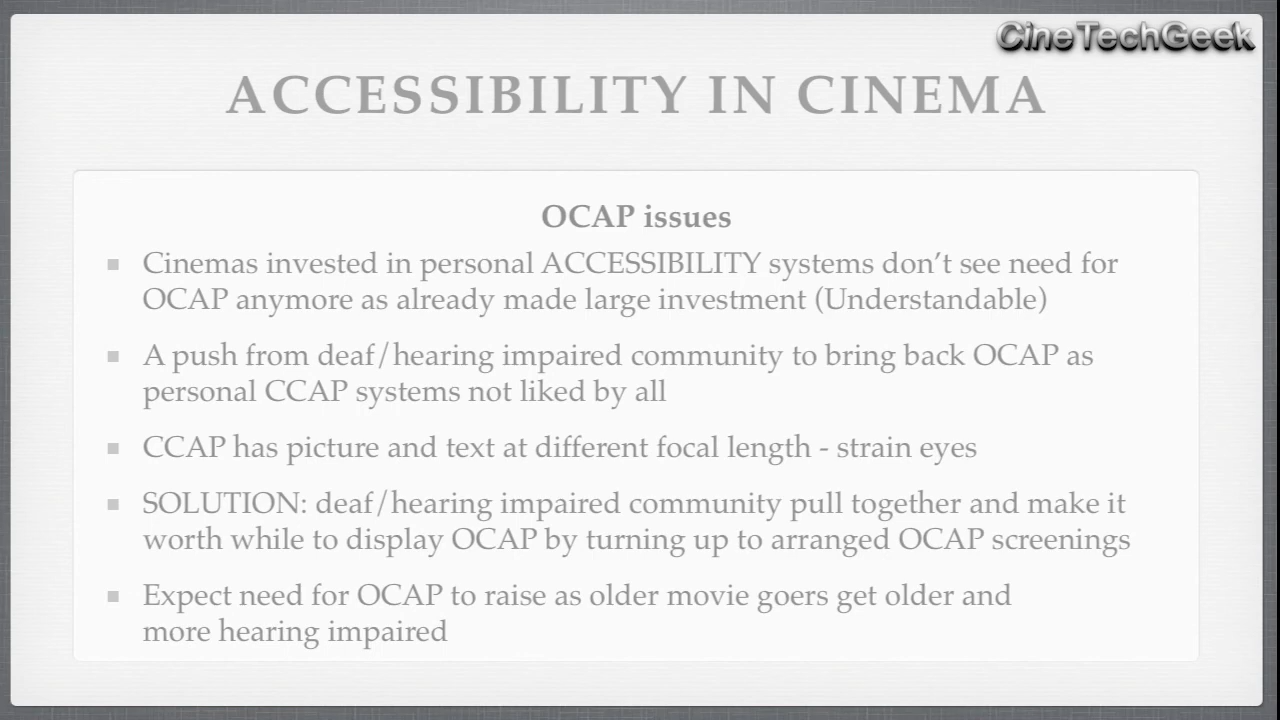 CineTechGeek
ACCESSIBILITY IN CINEMA
OCAP issues
Cinemas invested in personal ACCESSIBILITY systems don't see need for
OCAP anymore as already made large investment (Understandable)
A push from deaf/hearing impaired community to bring back OCAP as
personal CCAP systems not liked by all
CCAP has picture and text at different focal length - strain eyes
SOLUTION: deaf/hearing impaired community pull together and make it
worth while to display OCAP by turning up to arranged OCAP screenings
Expect need for OCAP to raise as older movie goers get older and
more hearing impaired